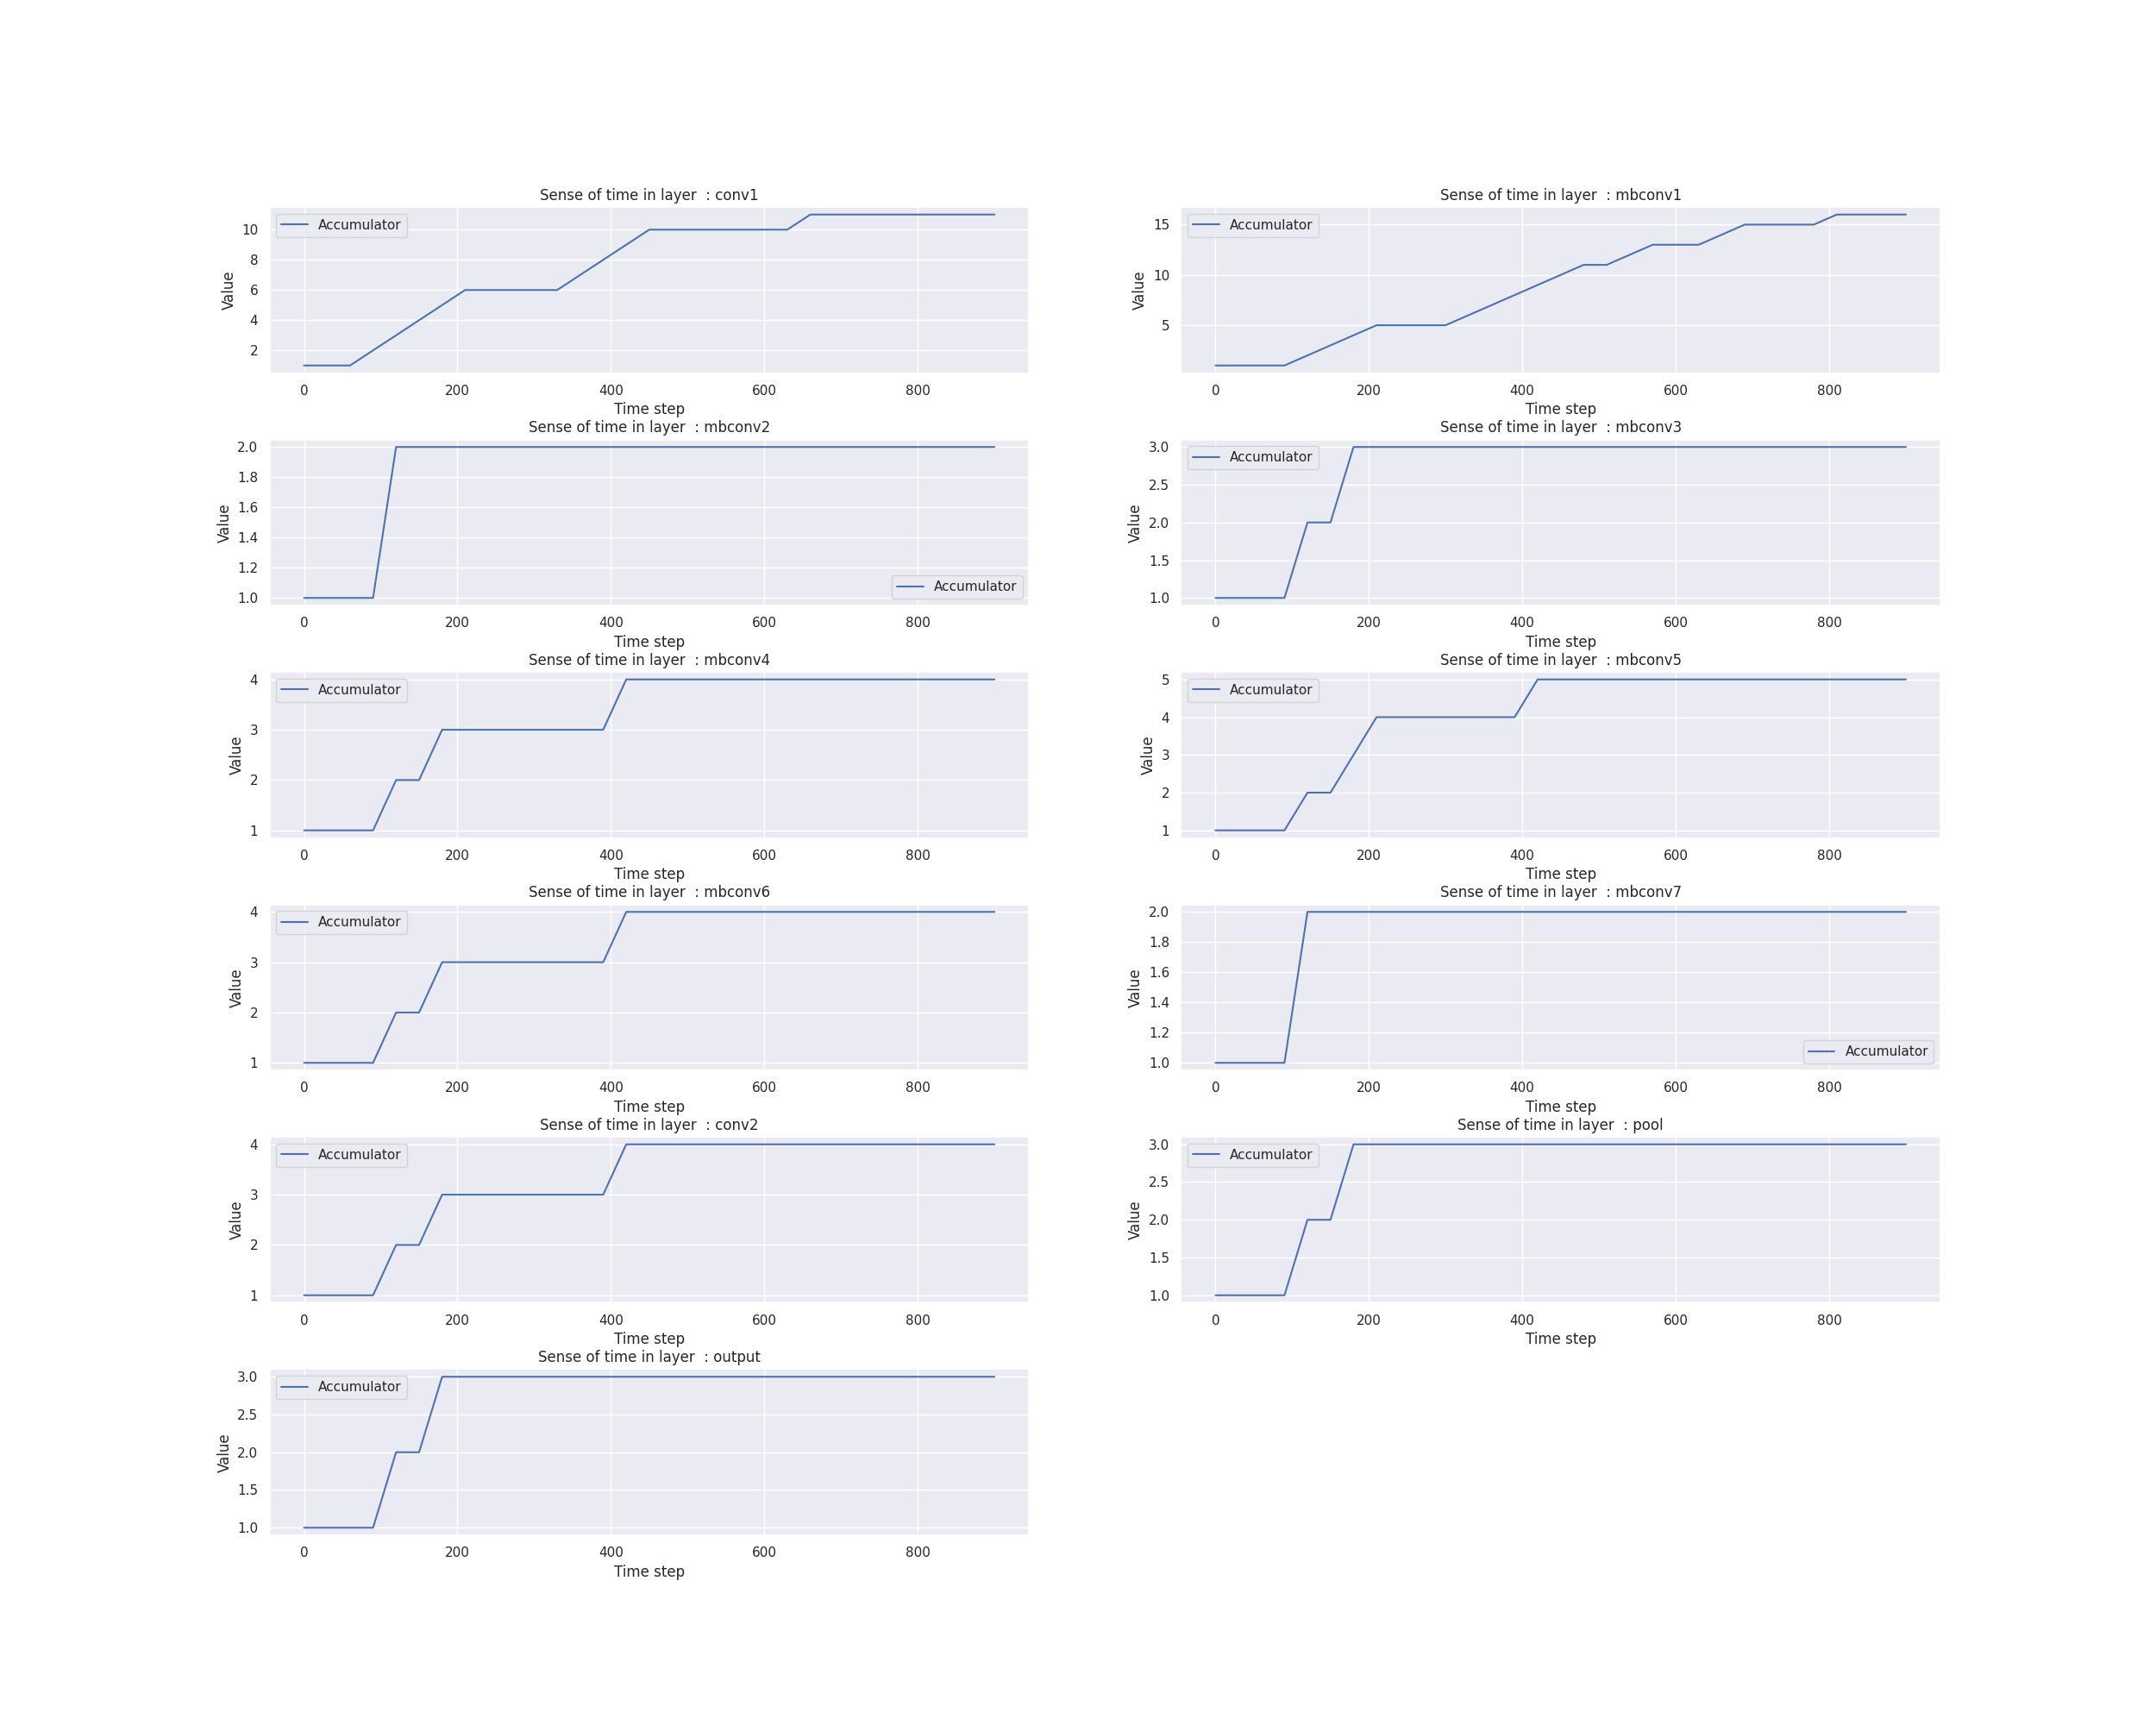 Sense of time in layer : conv1
Accumulator
Value
10
8
6
4
2
0 200 400 600 800
Time step
Sense of time in layer : mbconv1
Accumulator
Value
15
10
5
0 200 400 600 800
Time step
Sense of time in layer : mbconv2
Accumulator
Value
2.0
1.8
1.6
1.4
1.2
1.0
0 200 400 600 800
Time step
Sense of time in layer : mbconv3
Accumulator
Value
3.0
2.5
2.0
1.5
1.0
0 200 400 600 800
Time step
Sense of time in layer : mbconv4
Accumulator
Value
4
3
2
1
0 200 400 600 800
Time step
Sense of time in layer : mbconv5
Accumulator
Value
5
4
3
2
1
0 200 400 600 800
Time step
Sense of time in layer : mbconv6
Accumulator
Value
4
3
2
1
0 200 400 600 800
Time step
Sense of time in layer : mbconv7
Accumulator
Value
2.0
1.8
1.6
1.4
1.2
1.0
0 200 400 600 800
Time step
Sense of time in layer : conv2
Accumulator
Value
4
3
2
1
0 200 400 600 800
Time step
Sense of time in layer : pool
Accumulator
Value
3.0
2.5
2.0
1.5
1.0
0 200 400 600 800
Time step
Sense of time in layer : output
Accumulator
Value
3.0
2.5
2.0
1.5
1.0
0 200 400 600 800
Time step